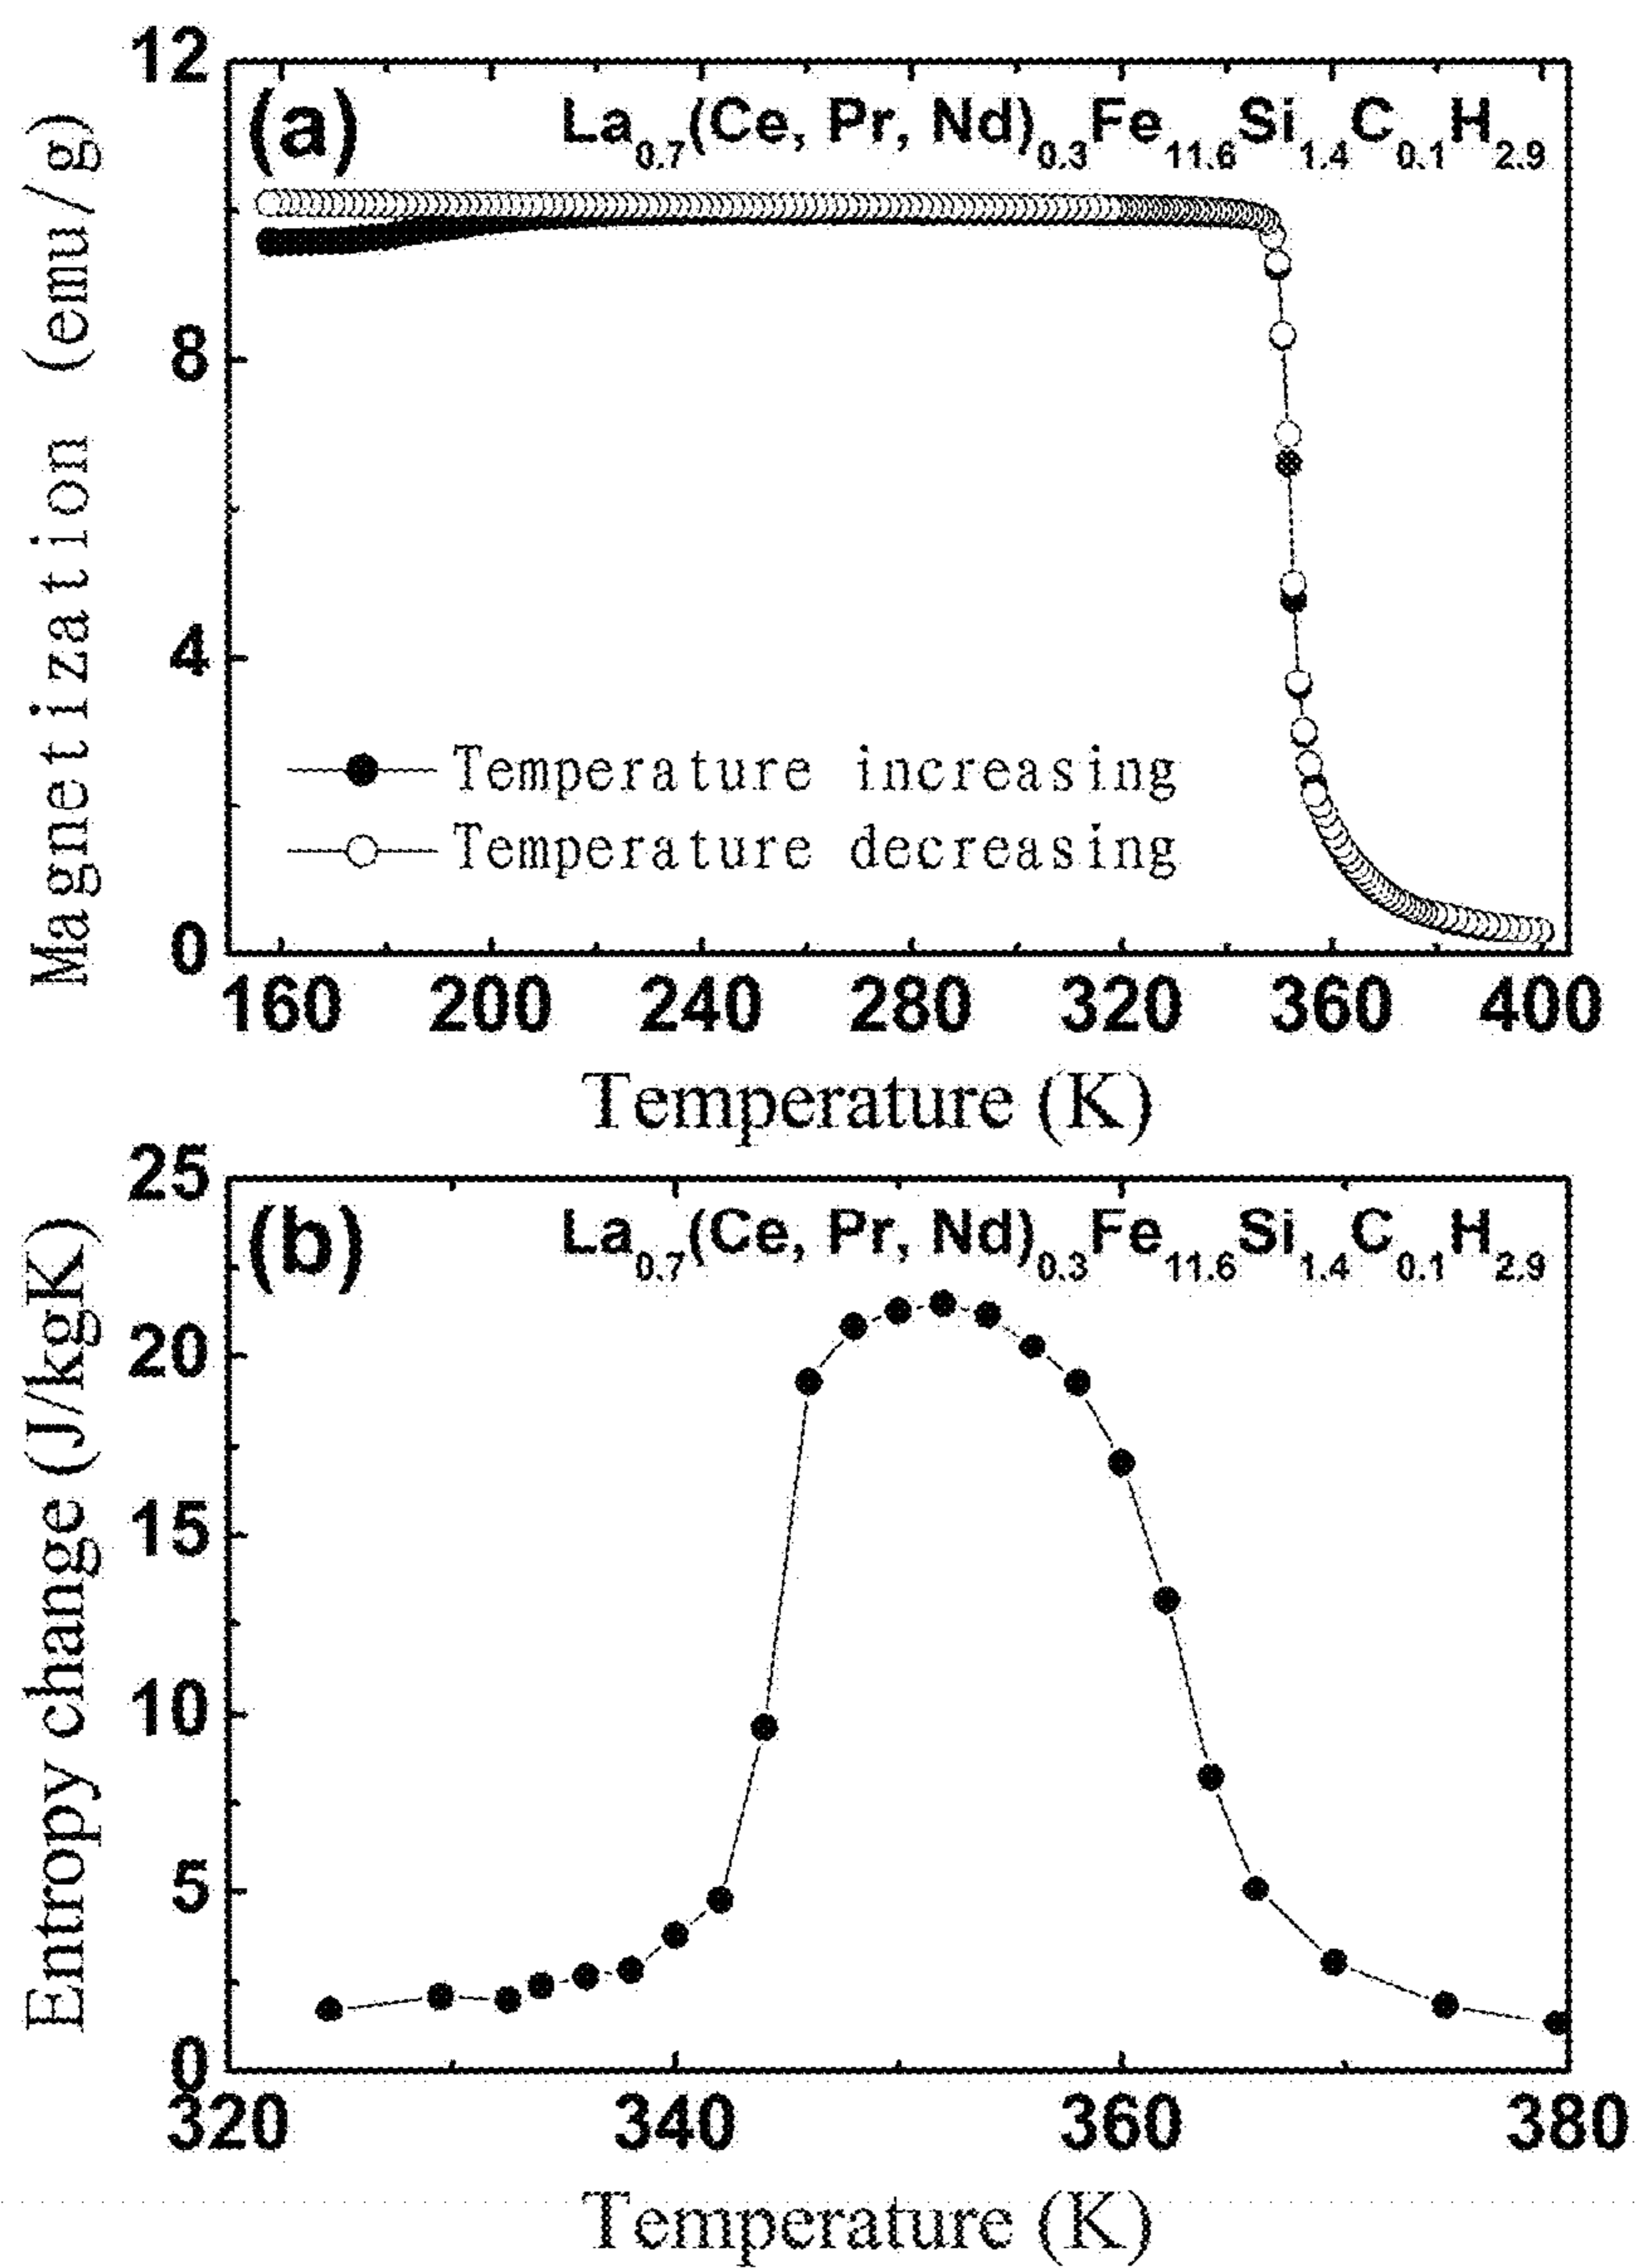 12
(a) La0.7(Ce, Pr, Nd)0.3Fe11.6Si1.4C0.1H2.9
Magnetization (emu/g)
8
4
Temperature increasing
Temperature decreasing
0
160 200 240 280 320 360 400
Temperature (K)
25
(b) La0.7(Ce, Pr, Nd)0.3Fe11.6Si1.4C0.1H2.9
Entropy change (J/kgK)
20
15
10
5
0
320 340 360 380
Temperature (K)